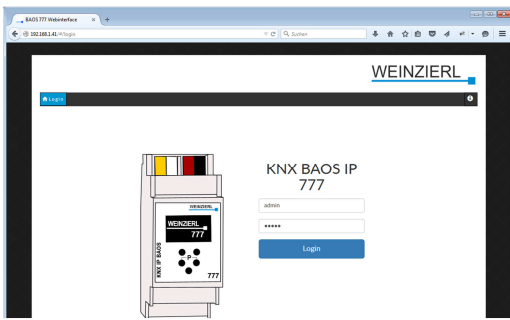 BAOS 777 Webinterface
192.168.1.41/#/login
Suchen
WEINZIERL
Login
KNX BAOS IP
777
admin
•••••
Login
WEINZIERL
WEINZIERL
777
P
KNX IP BAOS
777